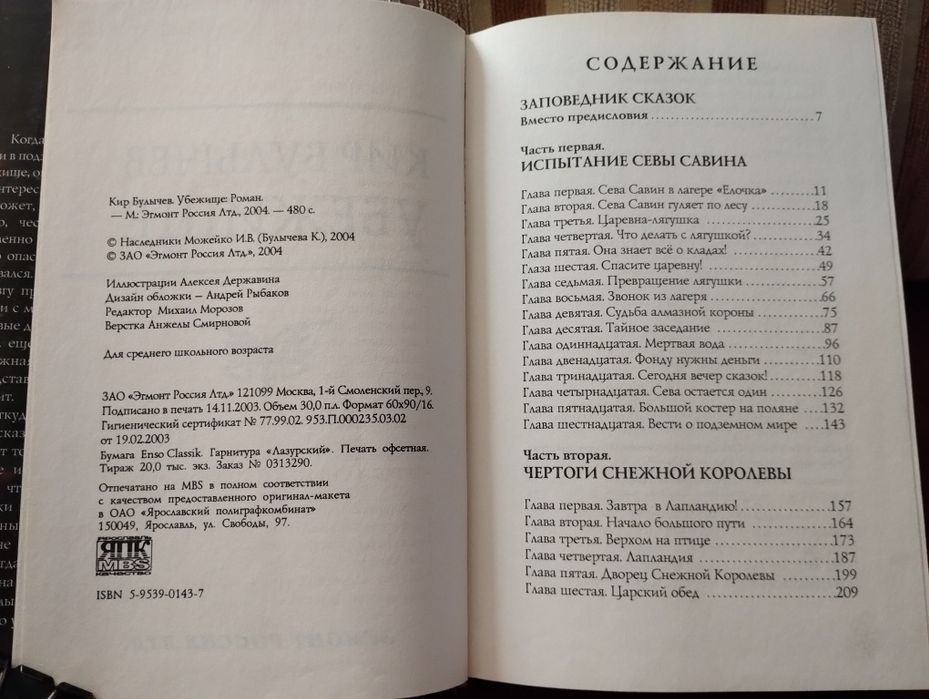 Кир Булычев. Убежище: Роман.
— М.: Эгмонт Россия Лтд., 2004. — 480 с.
© Наследники Можейко И.В. (Булычева К.), 2004
© ЗАО «Эгмонт Россия Лтд.», 2004
Иллюстрации Алексея Державина
Дизайн обложки — Андрей Рыбаков
Редактор Михаил Морозов
Верстка Анжелы Смирновой
Для среднего школьного возраста
ЗАО «Эгмонт Россия Лтд.» 121099 Москва, 1-й Смоленский пер, 9.
Подписано в печать 14.11.2003. Объем 30,0 пл. Формат 60x90/16.
Гигиенический сертификат № 77.99.02. 953.П.000235.03.02
от 19.02.2003
Бумага Enso Classik. Гарнитура «Лазурский». Печать офсетная.
Тираж 20,0 тыс. экз. Заказ № 0313290.
Отпечатано на MBS в полном соответствии
с качеством предоставленного оригинал-макета
в ОАО «Ярославский полиграфкомбинат»
150049, Ярославль, ул. Свободы, 97.
ЯРОСЛАВЛЬ
ЯПК
MBS
КАЧЕСТВО
ISBN 5-9539-0143-7
СОДЕРЖАНИЕ
ЗАПОВЕДНИК СКАЗОК
Вместо предисловия ........................7
Часть первая.
ИСПЫТАНИЕ СЕВЫ САВИНА
Глава первая. Сева Савин в лагере «Елочка» ........11
Глава вторая. Сева Савин гуляет по лесу ...........18
Глава третья. Царевна-лягушка ..................25
Глава четвертая. Что делать с лягушкой? ..........34
Глава пятая. Она знает всё о кладах! ..............42
Глаза шестая. Спасите царевну! ..................49
Глава седьмая. Превращение лягушки ............57
Глава восьмая. Звонок из лагеря .................66
Глава девятая. Судьба алмазной короны ..........75
Глава десятая. Тайное заседание .................87
Глава одиннадцатая. Мертвая вода ...............96
Глава двенадцатая. Фонду нужны деньги .........110
Глава тринадцатая. Сегодня вечер сказок! ........118
Глава четырнадцатая. Сева остается один ........126
Глава пятнадцатая. Большой костер на поляне ....132
Глава шестнадцатая. Вести о подземном мире ....143
Часть вторая.
ЧЕРТОГИ СНЕЖНОЙ КОРОЛЕВЫ
Глава первая. Завтра в Лапландию! ..............157
Глава вторая. Начало большого пути .............164
Глава третья. Верхом на птице ..................173
Глава четвертая. Лапландия ....................187
Глава пятая. Дворец Снежной Королевы .........199
Глава шестая. Царский обед ....................209